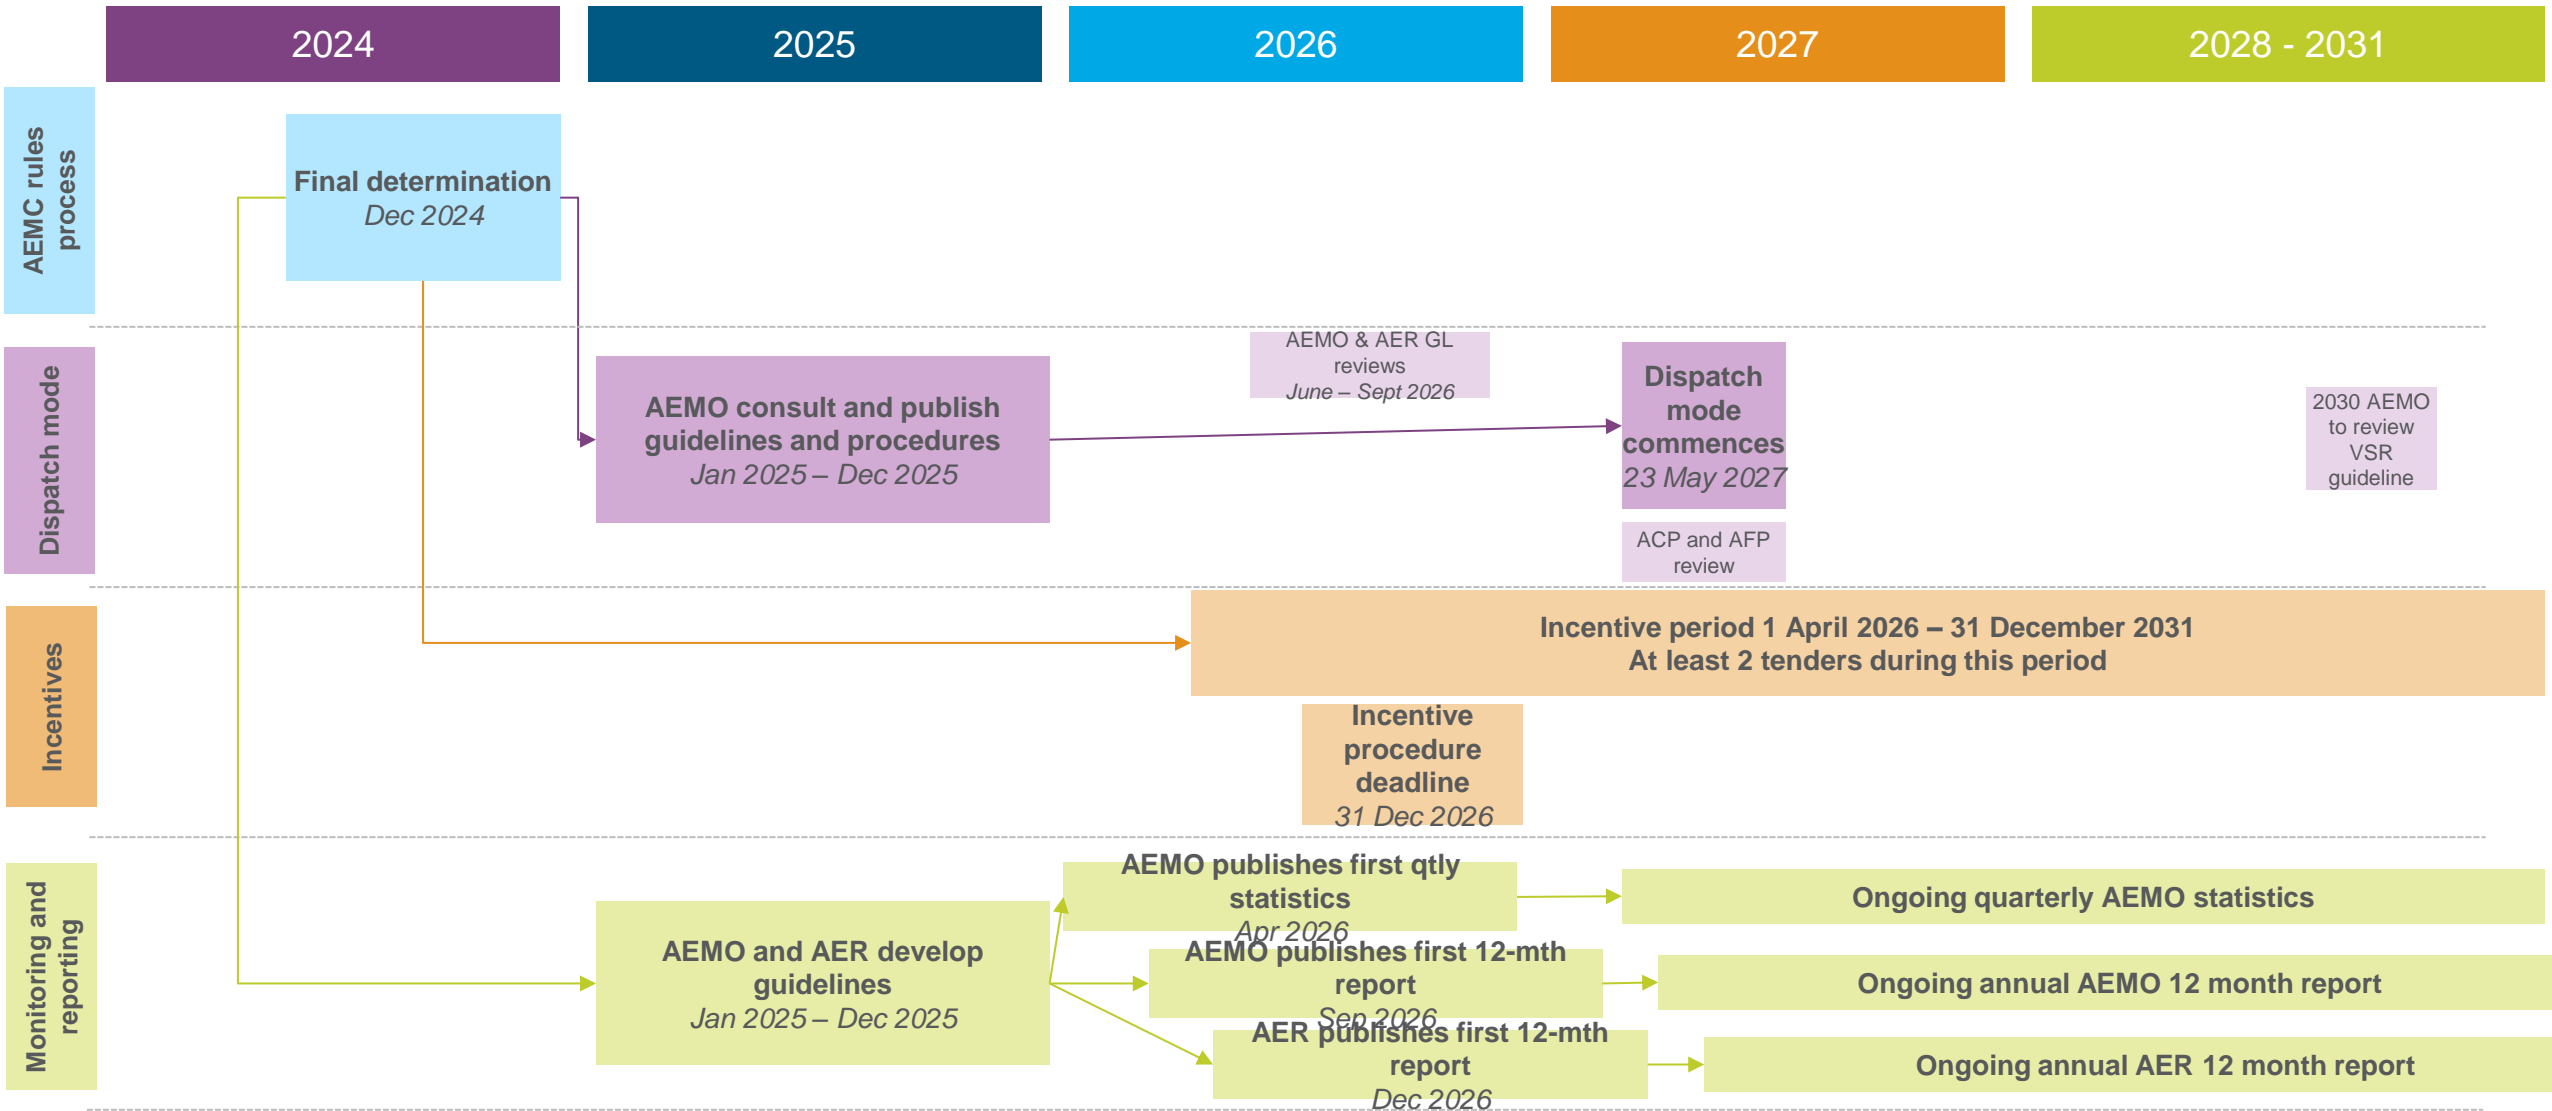 2024
2025
2026
2027
2028 - 2031
AEMC rules
process
Final determination
Dec 2024
Dispatch mode
AEMO consult and publish
guidelines and procedures
Jan 2025 – Dec 2025
AEMO & AER GL
reviews
June – Sept 2026
Dispatch
mode
commences
23 May 2027
ACP and AFP
review
2030 AEMO
to review
VSR
guideline
Incentives
Incentive period 1 April 2026 – 31 December 2031
At least 2 tenders during this period
Incentive
procedure
deadline
31 Dec 2026
Monitoring and
reporting
AEMO and AER develop
guidelines
Jan 2025 – Dec 2025
AEMO publishes first qtly
statistics
Apr 2026
Ongoing quarterly AEMO statistics
AEMO publishes first 12-mth
report
Sep 2026
Ongoing annual AEMO 12 month report
AER publishes first 12-mth
report
Dec 2026
Ongoing annual AER 12 month report